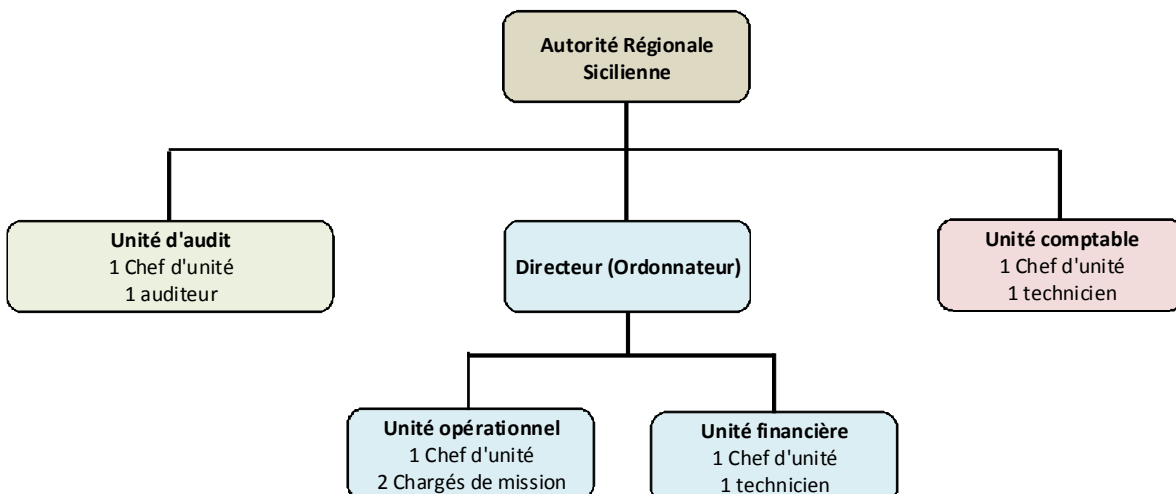 Autorité Régionale
Sicilienne
Unité d'audit
1 Chef d'unité
1 auditeur
Directeur (Ordonnateur)
Unité comptable
1 Chef d'unité
1 technicien
Unité opérationnel
1 Chef d'unité
2 Chargés de mission
Unité financière
1 Chef d'unité
1 technicien